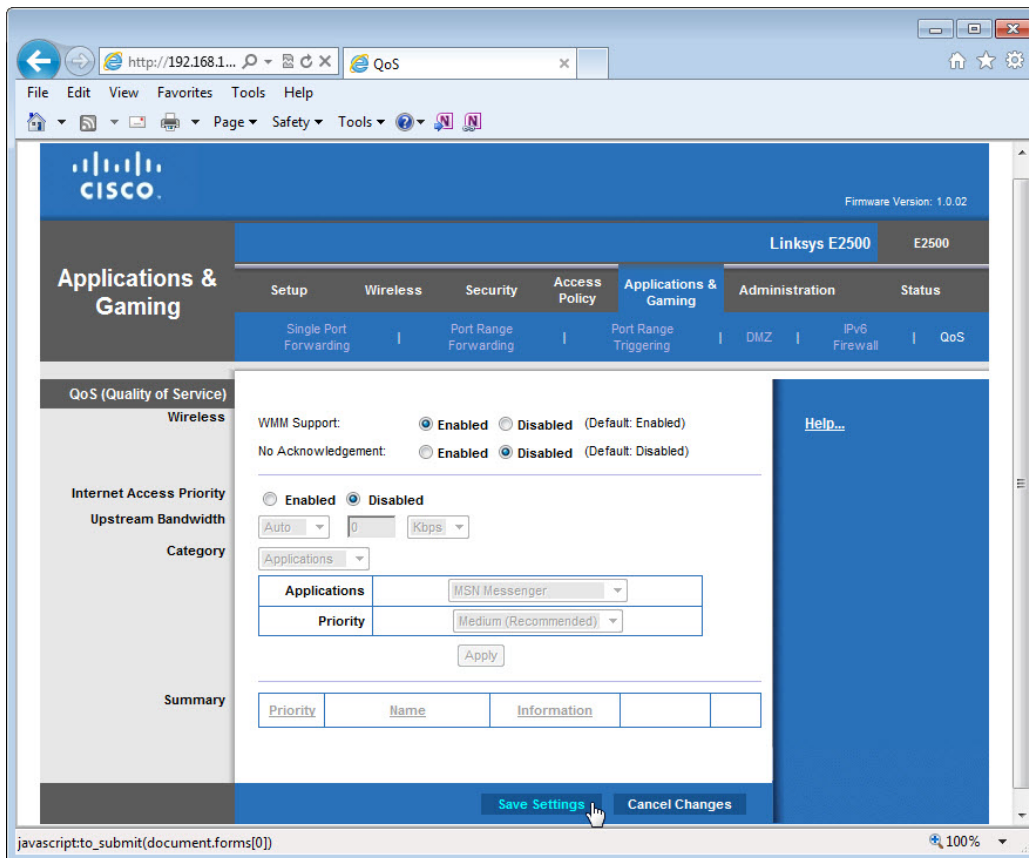 http://192.168.1...
QoS
File Edit View Favorites Tools Help
Page Safety Tools
CISCO
Firmware Version: 1.0.02
Linksys E2500 E2500
Applications &
Gaming
Setup Wireless Security Access
Policy Applications &
Gaming Administration Status
Single Port
Forwarding | Port Range
Forwarding | Port Range
Triggering | DMZ | IPv6
Firewall | QoS
QoS (Quality of Service)
Wireless
WMM Support: Enabled Disabled (Default: Enabled)
No Acknowledgement: Enabled Disabled (Default: Disabled)
Help...
Internet Access Priority Enabled Disabled
Upstream Bandwidth Auto 0 Kbps
Category Applications
Applications MSN Messenger
Priority Medium (Recommended)
Apply
Summary
Priority Name Information
Save Settings Cancel Changes
javascript:to_submit(document.forms[0]) 100%